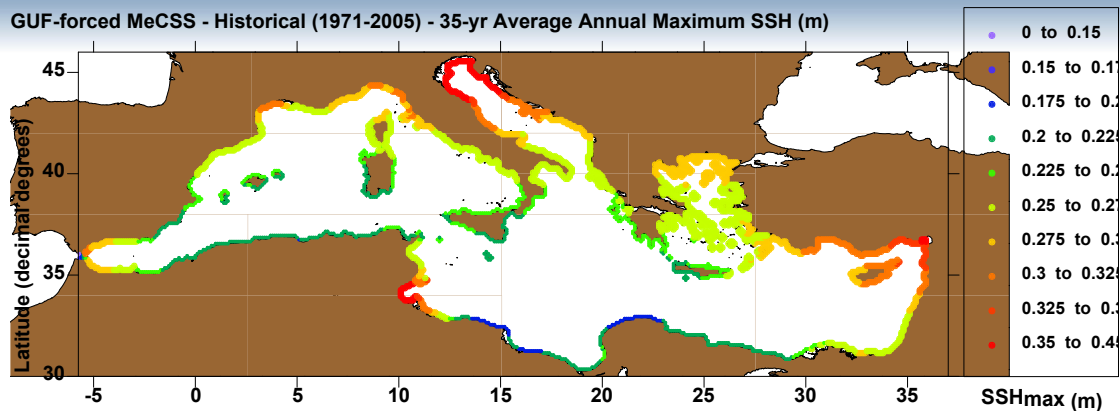 GUF-forced MeCSS - Historical (1971-2005) - 35-yr Average Annual Maximum SSH (m)
0 to 0.15
0.15 to 0.17
0.175 to 0.2
0.2 to 0.225
0.225 to 0.2
0.25 to 0.27
0.275 to 0.3
0.3 to 0.325
0.325 to 0.3
0.35 to 0.45
SSHmax (m)
Latitude (decimal degrees)
45
40
35
30
-5 0 5 10 15 20 25 30 35